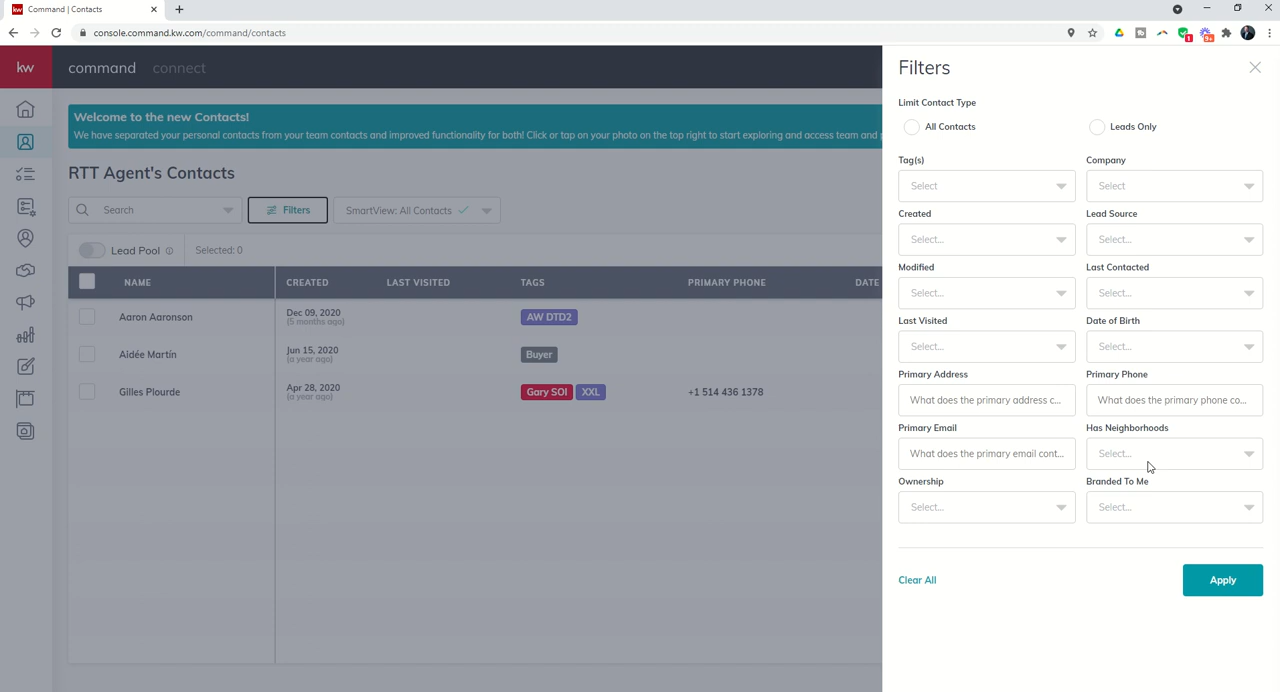 kw Command | Contacts
console.command.kw.com/command/contacts
1
9+
kw
command connect
Welcome to the new Contacts!
We have separated your personal contacts from your team contacts and improved functionality for both! Click or tap on your photo on the top right to start exploring and access team and
RTT Agent's Contacts
Search
Filters
SmartView: All Contacts
Lead Pool
Selected: 0
NAME CREATED LAST VISITED TAGS PRIMARY PHONE DATE
Aaron Aaronson Dec 09, 2020 AW DTD2
(5 months ago)
Aidée Martín Jun 15, 2020 Buyer
(a year ago)
Gilles Plourde Apr 28, 2020 Gary SOI XXL +1 514 436 1378
(a year ago)
Filters
Limit Contact Type
All Contacts Leads Only
Tag(s) Company
Select Select
Created Lead Source
Select... Select...
Modified Last Contacted
Select... Select...
Last Visited Date of Birth
Select... Select...
Primary Address Primary Phone
What does the primary address c... What does the primary phone co...
Primary Email Has Neighborhoods
What does the primary email cont... Select...
Ownership Branded To Me
Select... Select...
Clear All Apply